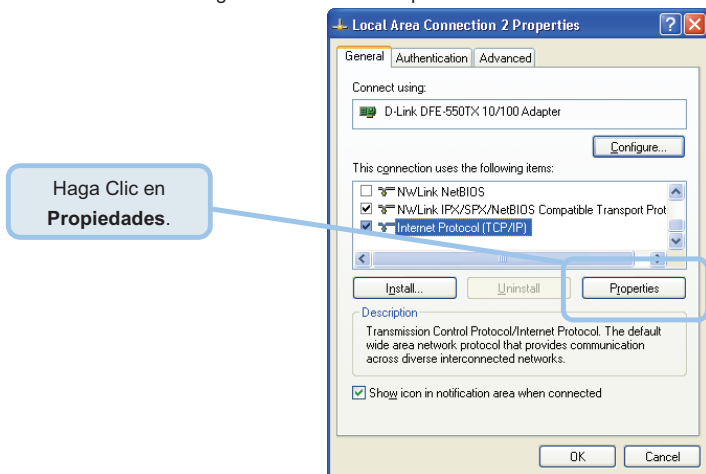 Local Area Connection 2 Properties
General Authentication Advanced
Connect using:
D-Link DFE-550TX 10/100 Adapter
Configure...
This connection uses the following items:
Haga Clic en
Propiedades.
NWLink NetBIOS
NWLink IPX/SPX/NetBIOS Compatible Transport Prot
Internet Protocol (TCP/IP)
Install... Uninstall Properties
Description
Transmission Control Protocol/Internet Protocol. The default
wide area network protocol that provides communication
across diverse interconnected networks.
Show icon in notification area when connected
OK Cancel